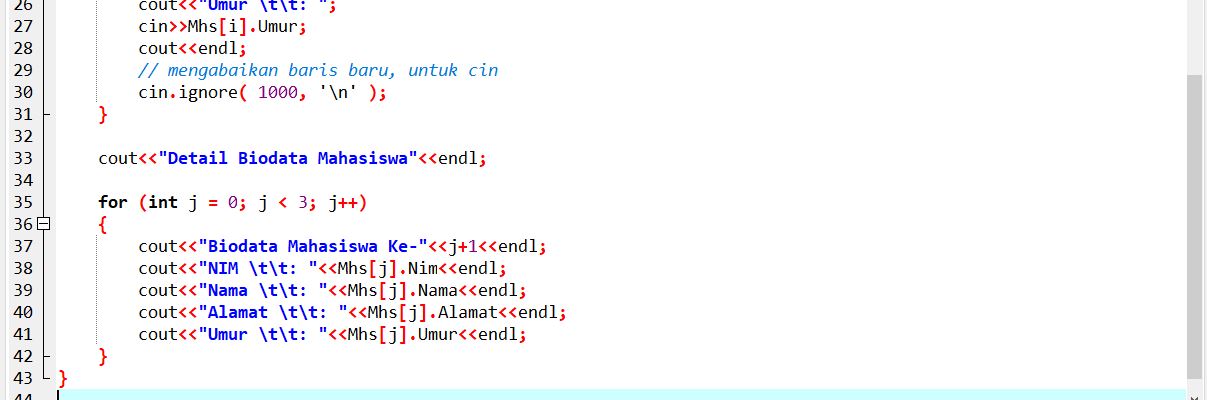 26 cout<<"Umur \t\t: ";
27 cin>>Mhs[i].Umur;
28 cout<<endl;
29 // mengabaikan baris baru, untuk cin
30 cin.ignore( 1000, '\n' );
31 }
32
33 cout<<"Detail Biodata Mahasiswa"<<endl;
34
35 for (int j = 0; j < 3; j++)
36 {
37 cout<<"Biodata Mahasiswa Ke-"<<j+1<<endl;
38 cout<<"NIM \t\t: "<<Mhs[j].Nim<<endl;
39 cout<<"Nama \t\t: "<<Mhs[j].Nama<<endl;
40 cout<<"Alamat \t\t: "<<Mhs[j].Alamat<<endl;
41 cout<<"Umur \t\t: "<<Mhs[j].Umur<<endl;
42 }
43 }
44